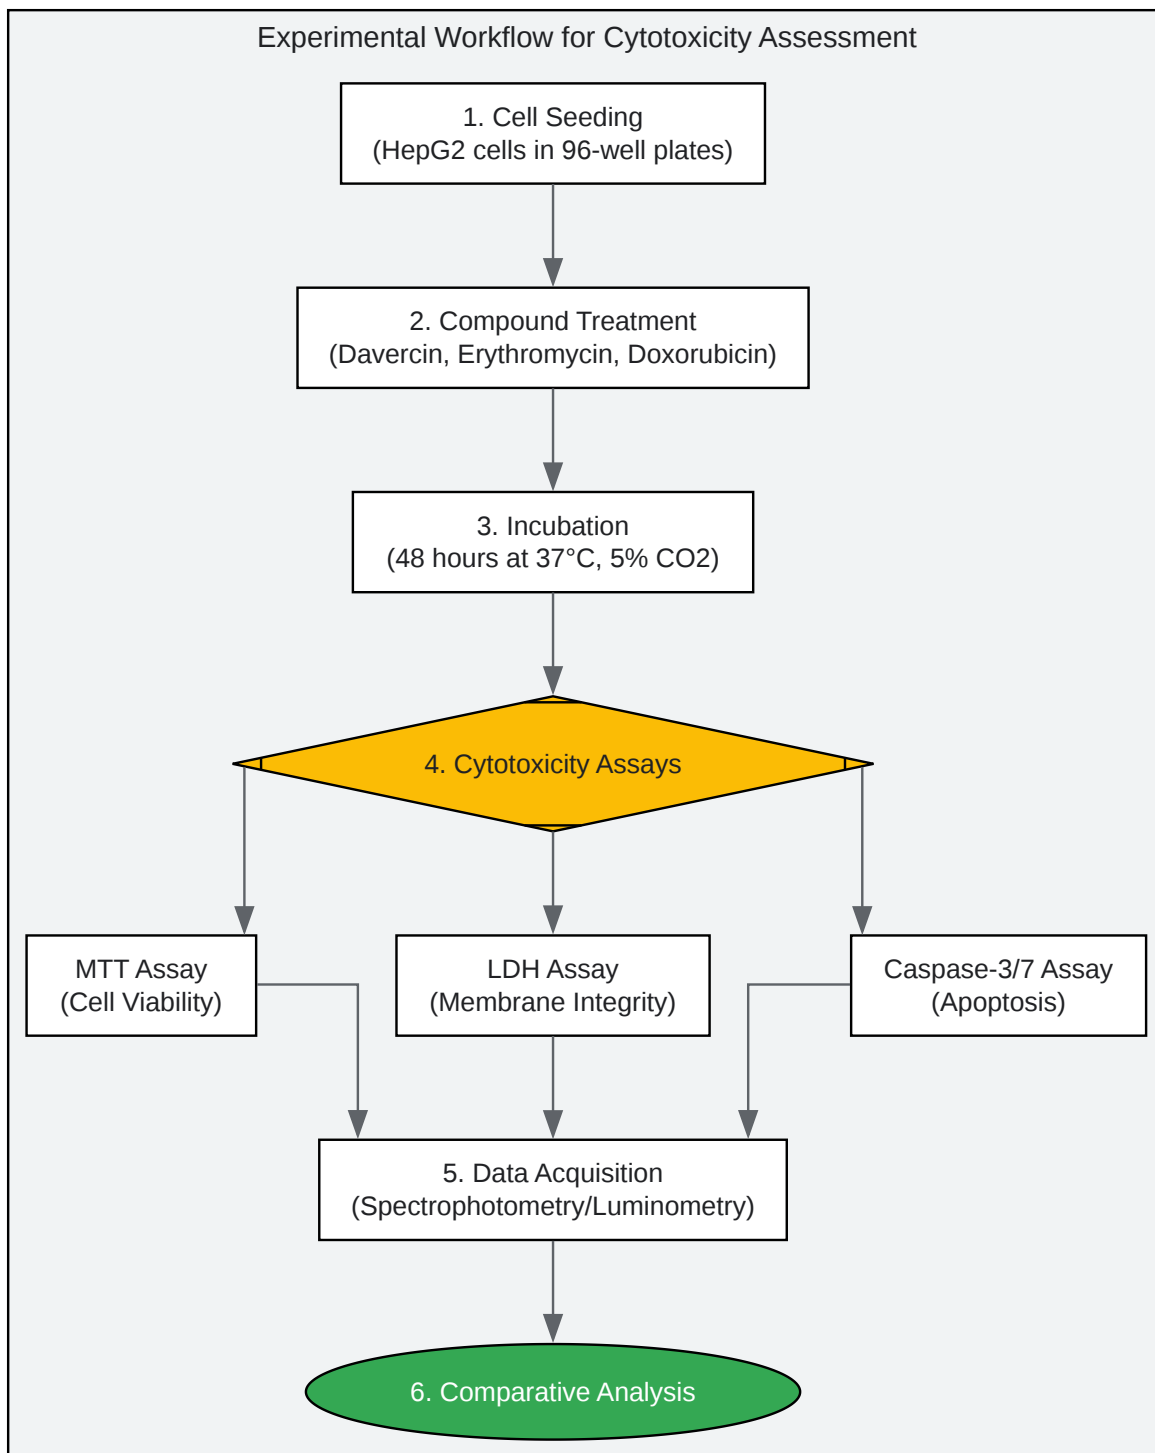 Experimental Workflow for Cytotoxicity Assessment
1. Cell Seeding
(HepG2 cells in 96-well plates)
2. Compound Treatment
(Davercin, Erythromycin, Doxorubicin)
3. Incubation
(48 hours at 37°C, 5% CO2)
4. Cytotoxicity Assays
MTT Assay
(Cell Viability)
LDH Assay
(Membrane Integrity)
Caspase-3/7 Assay
(Apoptosis)
5. Data Acquisition
(Spectrophotometry/Luminometry)
6. Comparative Analysis